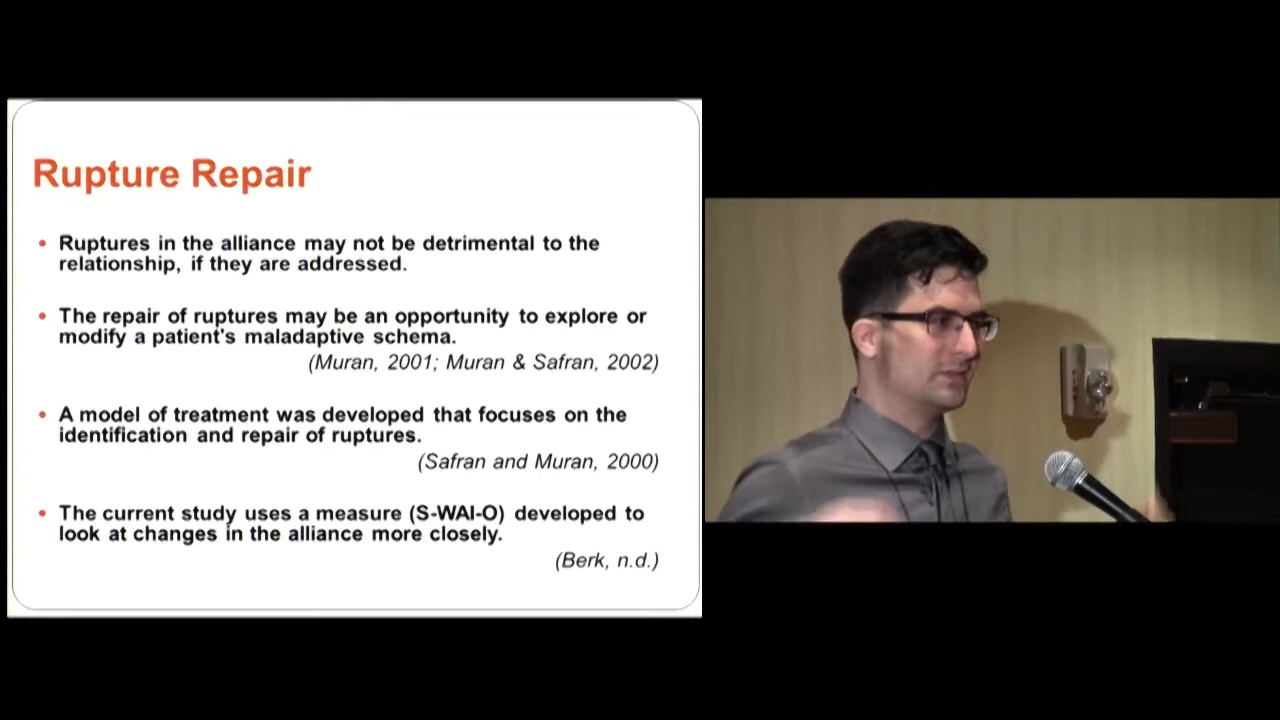 Rupture Repair
• Ruptures in the alliance may not be detrimental to the
relationship, if they are addressed.
• The repair of ruptures may be an opportunity to explore or
modify a patient's maladaptive schema.
(Muran, 2001; Muran & Safran, 2002)
• A model of treatment was developed that focuses on the
identification and repair of ruptures.
(Safran and Muran, 2000)
• The current study uses a measure (S-WAI-O) developed to
look at changes in the alliance more closely.
(Berk, n.d.)